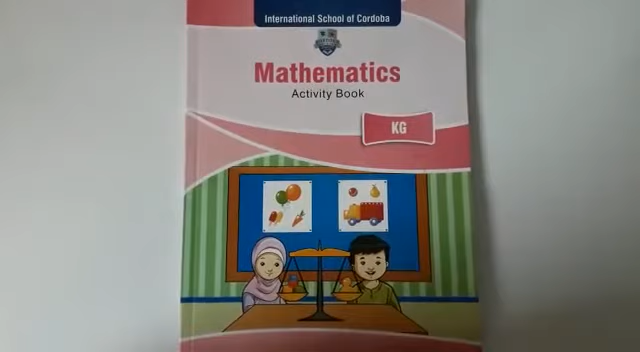 International School of Cordoba
Mathematics
Activity Book
KG